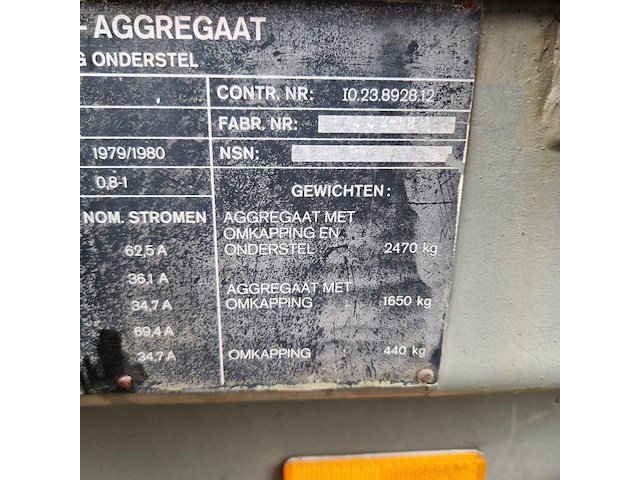 - AGGREGAAT
G ONDERSTEL
CONTR. NR: 10.23.8928.12
FABR. NR:
1979/1980 NSN:
0,8-1
GEWICHTEN:
NOM. STROMEN AGGREGAAT MET
OMKAPPING EN
62,5 A ONDERSTEL : 2470 kg
36,1 A
AGGREGAAT MET
34,7 A OMKAPPING : 1650 kg
69,4 A
34,7 A OMKAPPING : 440 kg